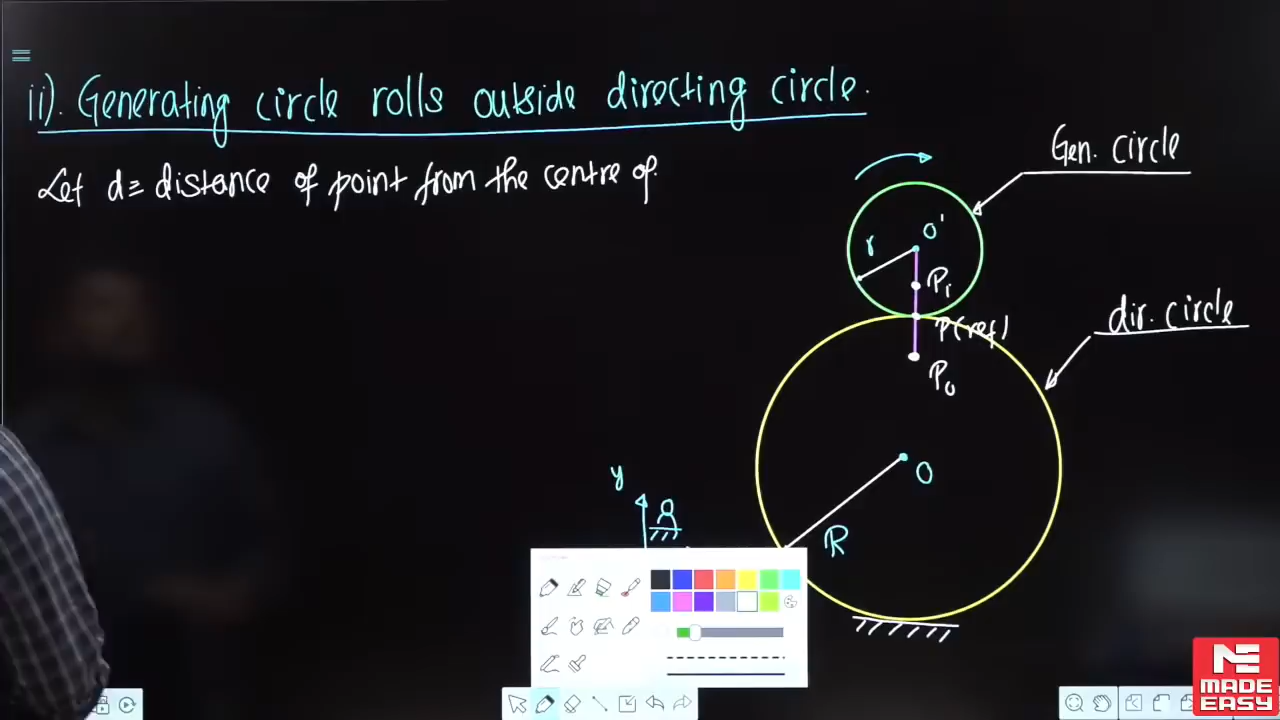 ii). Generating circle rolls outside directing circle.
Let d = distance of point from the centre of
Gen. circle
r
O'
P₁
P(ref)
dir. circle
P₀
O
R
y
MADE
EASY